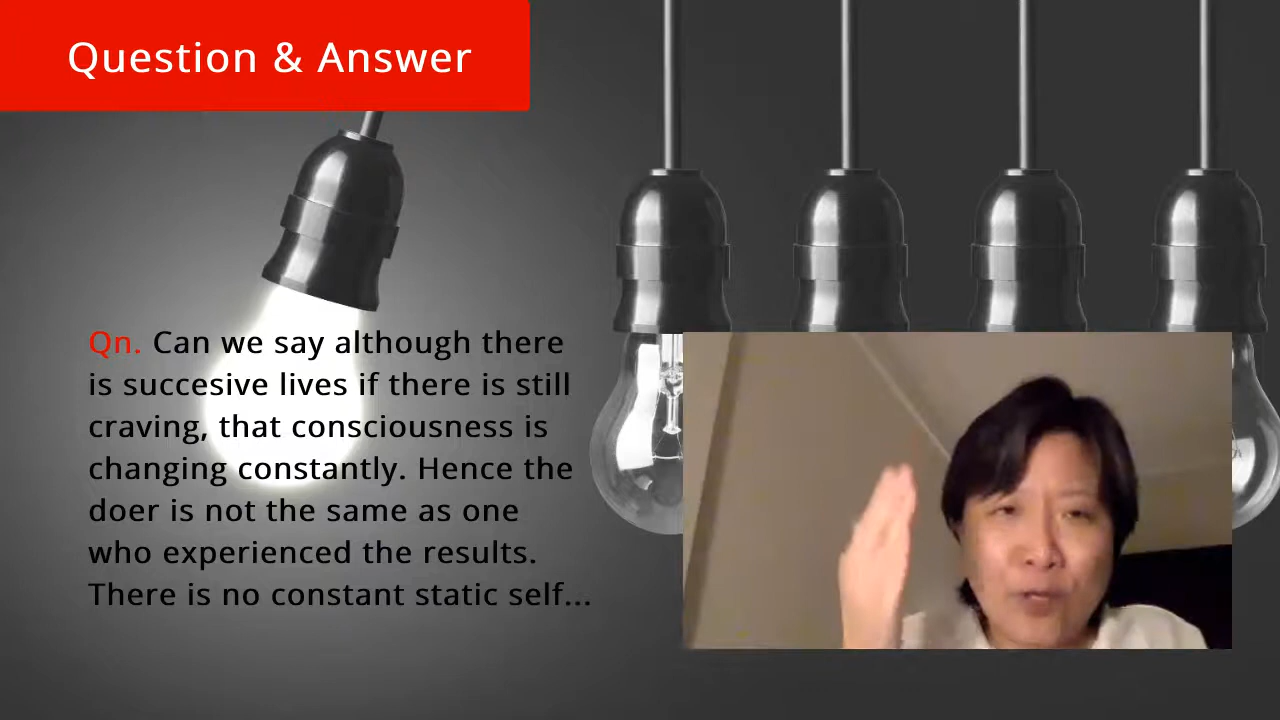 Question & Answer
Qn. Can we say although there
is succesive lives if there is still
craving, that consciousness is
changing constantly. Hence the
doer is not the same as one
who experienced the results.
There is no constant static self...